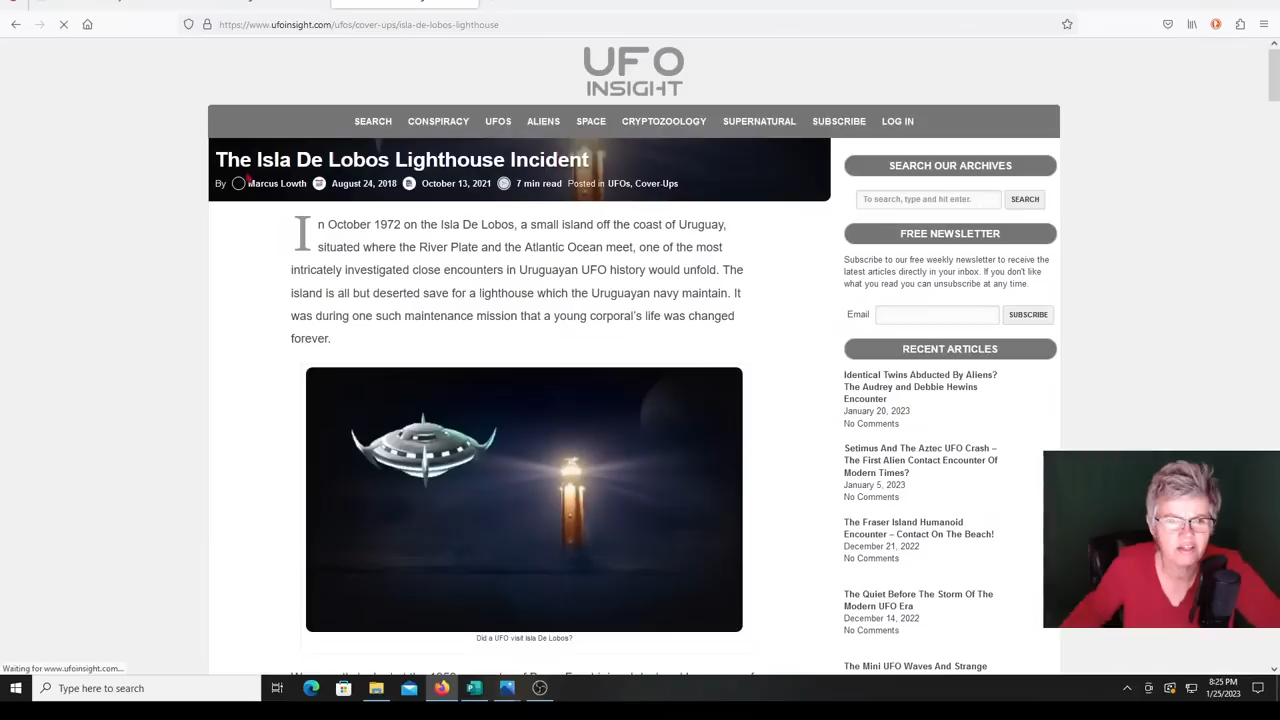 https://www.ufoinsight.com/ufos/cover-ups/isla-de-lobos-lighthouse
UFO
INSIGHT
SEARCH CONSPIRACY UFOS ALIENS SPACE CRYPTOZOOLOGY SUPERNATURAL SUBSCRIBE LOG IN
The Isla De Lobos Lighthouse Incident
By Marcus Lowth August 24, 2018 October 13, 2021 7 min read Posted in UFOs, Cover-Ups
In October 1972 on the Isla De Lobos, a small island off the coast of Uruguay,
situated where the River Plate and the Atlantic Ocean meet, one of the most
intricately investigated close encounters in Uruguayan UFO history would unfold. The
island is all but deserted save for a lighthouse which the Uruguayan navy maintain. It
was during one such maintenance mission that a young corporal's life was changed
forever.
Did a UFO visit Isla De Lobos?
SEARCH OUR ARCHIVES
To search, type and hit enter. SEARCH
FREE NEWSLETTER
Subscribe to our free weekly newsletter to receive the
latest articles directly in your inbox. If you don't like
what you read you can unsubscribe at any time.
Email SUBSCRIBE
RECENT ARTICLES
Identical Twins Abducted By Aliens?
The Audrey and Debbie Hewins
Encounter
January 20, 2023
No Comments
Setimus And The Aztec UFO Crash –
The First Alien Contact Encounter Of
Modern Times?
January 5, 2023
No Comments
The Fraser Island Humanoid
Encounter – Contact On The Beach!
December 21, 2022
No Comments
The Quiet Before The Storm Of The
Modern UFO Era
December 14, 2022
No Comments
The Mini UFO Waves And Strange
Waiting for www.ufoinsight.com...
Type here to search
8:25 PM
1/25/2023